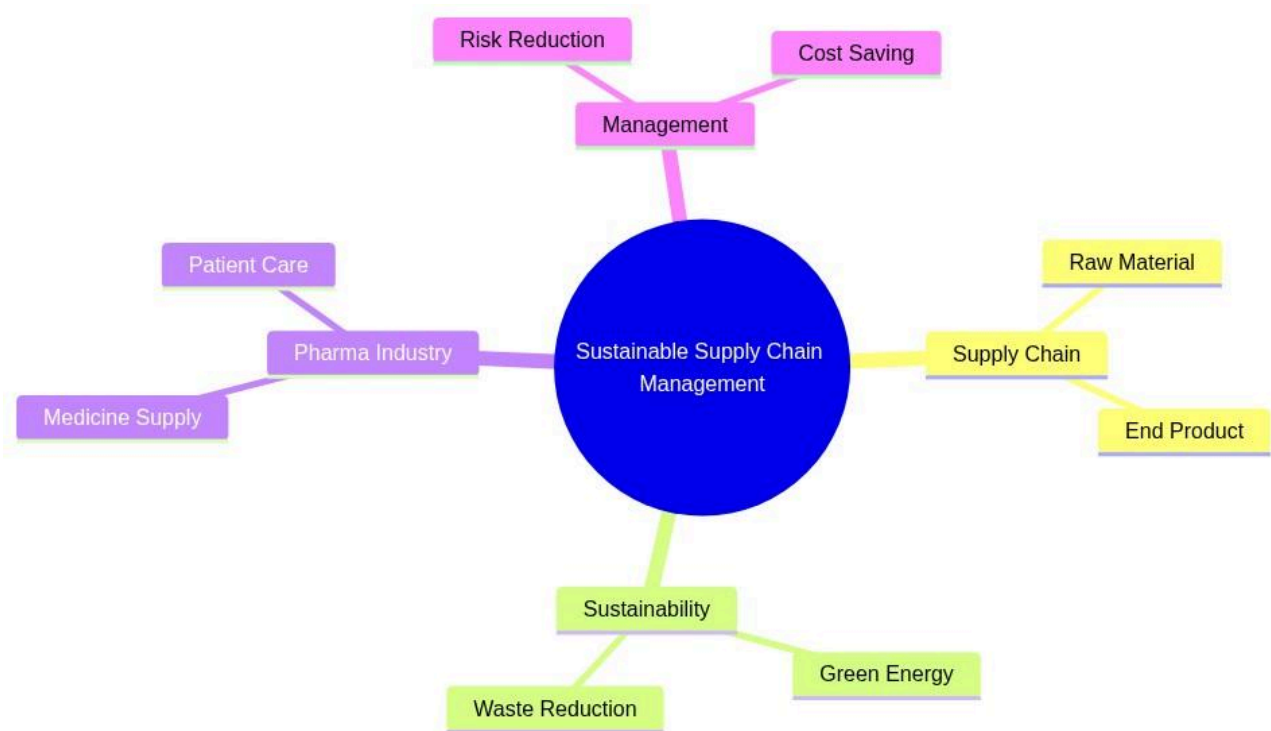 Risk Reduction
Cost Saving
Management
Patient Care
Raw Material
Pharma Industry
Sustainable Supply Chain
Management
Supply Chain
Medicine Supply
End Product
Sustainability
Green Energy
Waste Reduction